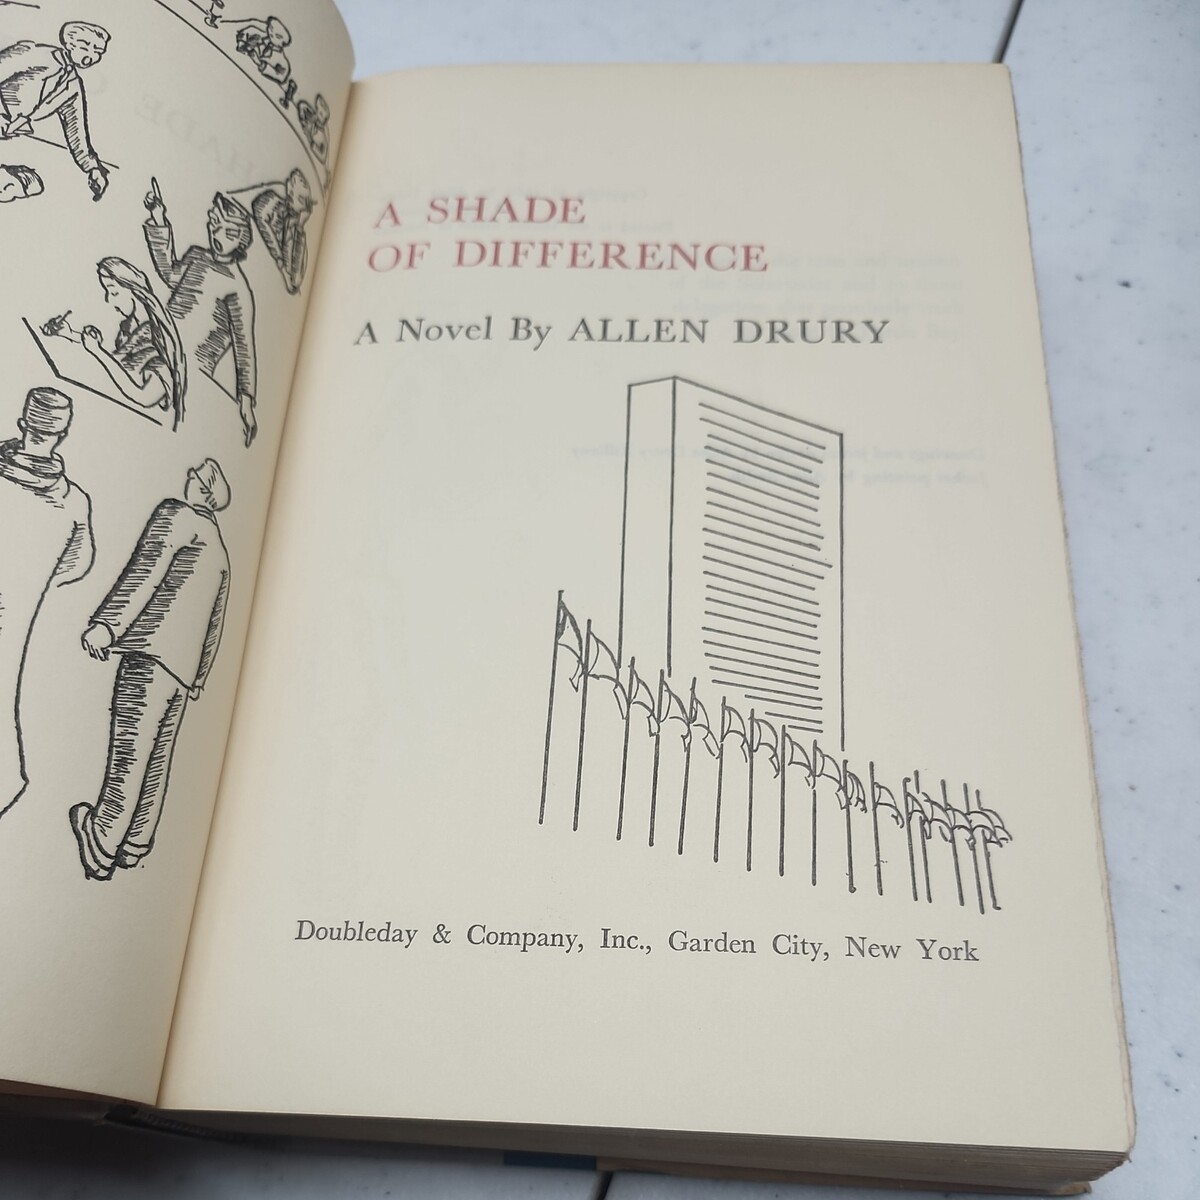 A SHADE
OF DIFFERENCE
A Novel By ALLEN DRURY
Doubleday & Company, Inc., Garden City, New York